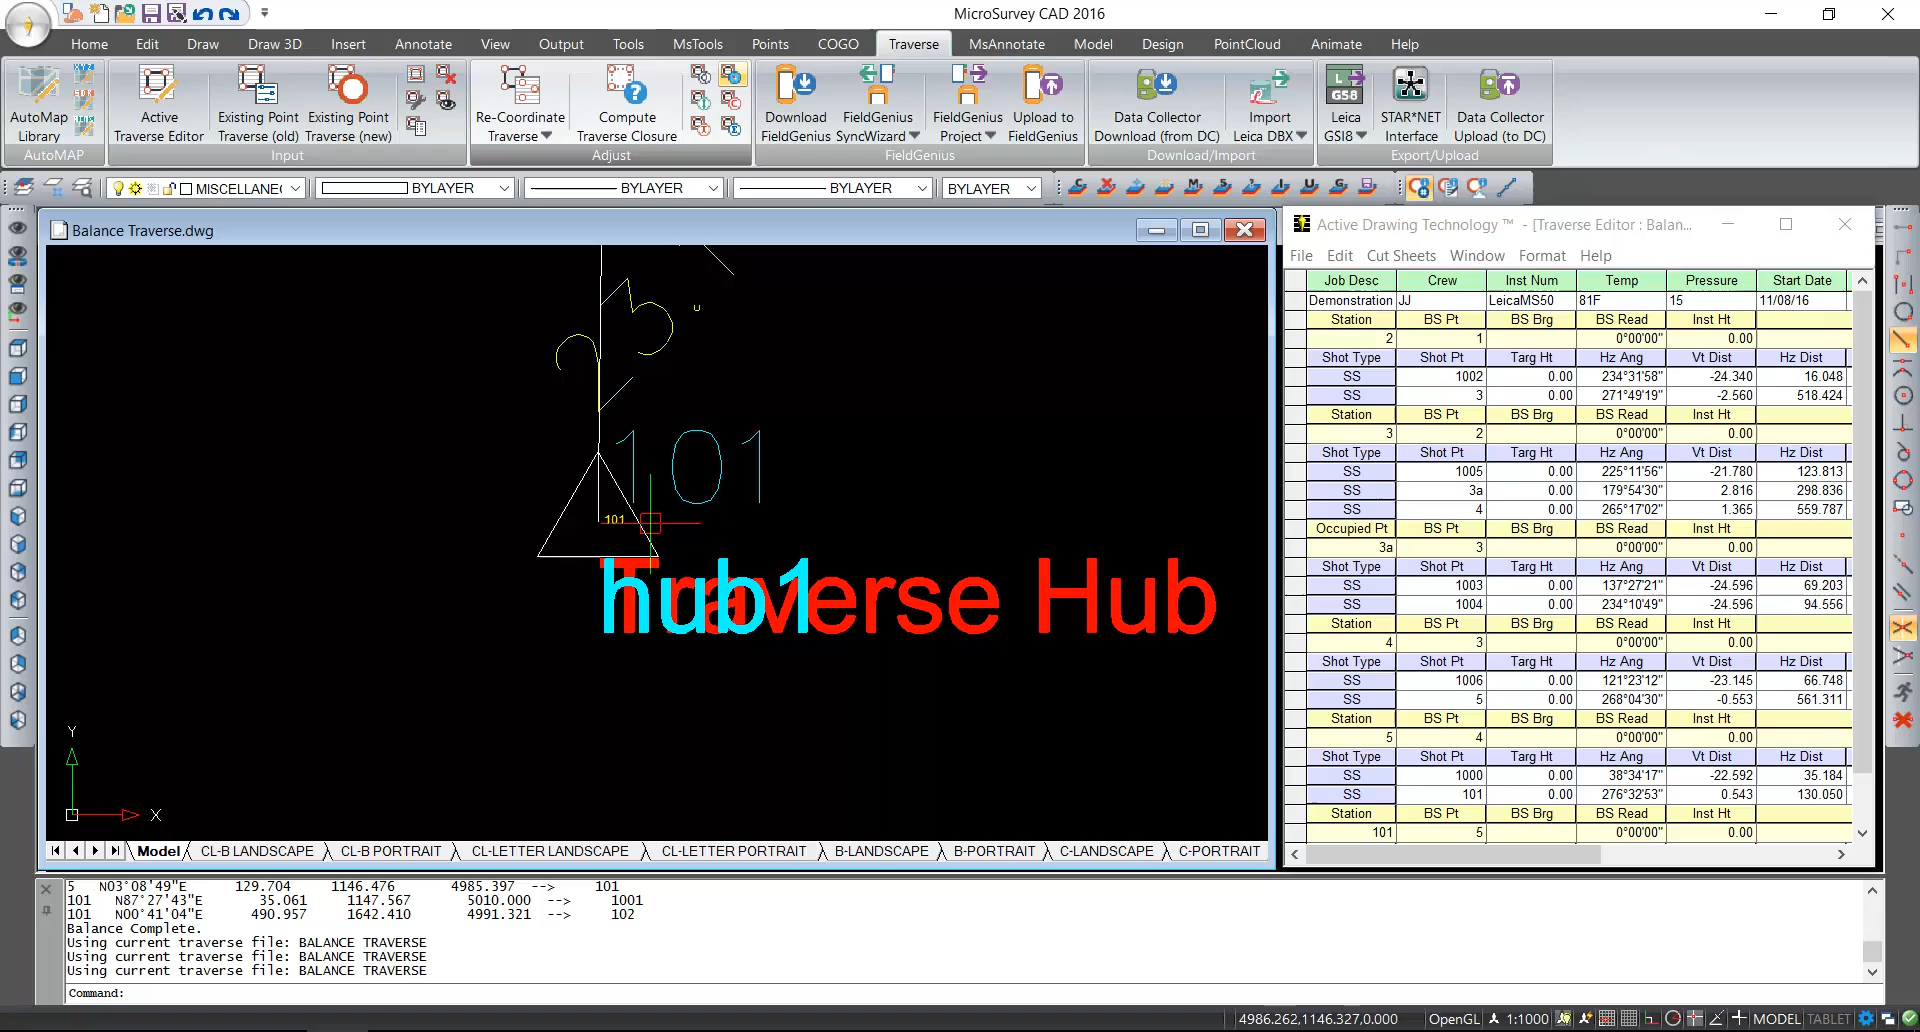 MicroSurvey CAD 2016
Home Edit Draw Draw 3D Insert Annotate View Output Tools MsTools Points COGO Traverse MsAnnotate Model Design PointCloud Animate Help
AutoMap Library
Active Traverse Editor
Existing Point Traverse (old)
Existing Point Traverse (new)
Re-Coordinate Traverse
Compute Traverse Closure
Download FieldGenius
FieldGenius SyncWizard
FieldGenius Project
Upload to FieldGenius
Data Collector Download (from DC)
Import Leica DBX
Leica GSI8
STAR*NET Interface
Data Collector Upload (to DC)
AutoMAP Input Adjust FieldGenius Download/Import Export/Upload
MISCELLANE( BYLAYER BYLAYER BYLAYER BYLAYER
Balance Traverse.dwg
101
101
hub1
Traverse Hub
Y
X
Model CL-B LANDSCAPE CL-B PORTRAIT CL-LETTER LANDSCAPE CL-LETTER PORTRAIT B-LANDSCAPE B-PORTRAIT C-LANDSCAPE C-PORTRAIT
Active Drawing Technology ™ - [Traverse Editor : Balan...
File Edit Cut Sheets Window Format Help
Job Desc Crew Inst Num Temp Pressure Start Date
Demonstration JJ LeicaMS50 81F 15 11/08/16
Station BS Pt BS Brg BS Read Inst Ht
2 1 0°00'00" 0.00
Shot Type Shot Pt Targ Ht Hz Ang Vt Dist Hz Dist
SS 1002 0.00 234°31'58" -24.340 16.048
SS 3 0.00 271°49'19" -2.560 518.424
Station BS Pt BS Brg BS Read Inst Ht
3 2 0°00'00" 0.00
Shot Type Shot Pt Targ Ht Hz Ang Vt Dist Hz Dist
SS 1005 0.00 225°11'56" -21.780 123.813
SS 3a 0.00 179°54'30" 2.816 298.836
SS 4 0.00 265°17'02" 1.365 559.787
Occupied Pt BS Pt BS Brg BS Read Inst Ht
3a 3 0°00'00" 0.00
Shot Type Shot Pt Targ Ht Hz Ang Vt Dist Hz Dist
SS 1003 0.00 137°27'21" -24.596 69.203
SS 1004 0.00 234°10'49" -24.596 94.556
Station BS Pt BS Brg BS Read Inst Ht
4 3 0°00'00" 0.00
Shot Type Shot Pt Targ Ht Hz Ang Vt Dist Hz Dist
SS 1006 0.00 121°23'12" -23.145 66.748
SS 5 0.00 268°04'30" -0.553 561.311
Station BS Pt BS Brg BS Read Inst Ht
5 4 0°00'00" 0.00
Shot Type Shot Pt Targ Ht Hz Ang Vt Dist Hz Dist
SS 1000 0.00 38°34'17" -22.592 35.184
SS 101 0.00 276°32'53" 0.543 130.050
Station BS Pt BS Brg BS Read Inst Ht
101 5 0°00'00" 0.00
5 N03°08'49"E 129.704 1146.476 4985.397 --> 101
101 N87°27'43"E 35.061 1147.567 5010.000 --> 1001
101 N00°41'04"E 490.957 1642.410 4991.321 --> 102
Balance Complete.
Using current traverse file: BALANCE TRAVERSE
Using current traverse file: BALANCE TRAVERSE
Using current traverse file: BALANCE TRAVERSE
Command:
4986.262,1146.327,0.000 OpenGL 1:1000 MODEL TABLET